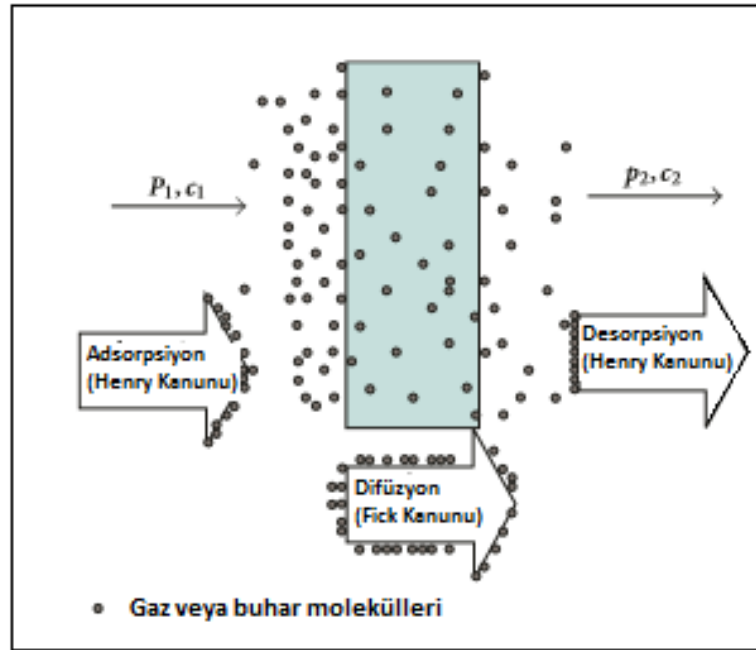 P₁, c₁
p₂, c₂
Adsorpsiyon
(Henry Kanunu)
Desorpsiyon
(Henry Kanunu)
Difüzyon
(Fick Kanunu)
Gaz veya buhar molekülleri